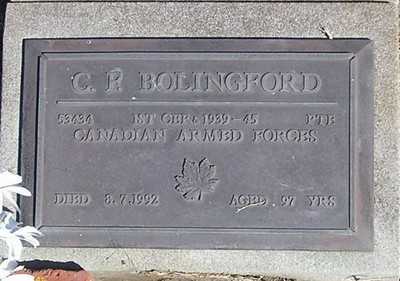 C. F. BOLINGFORD
53434 1ST CEF & 1939-45 PTE
CANADIAN ARMED FORCES
DIED 8.7.1992 AGED 97 YRS